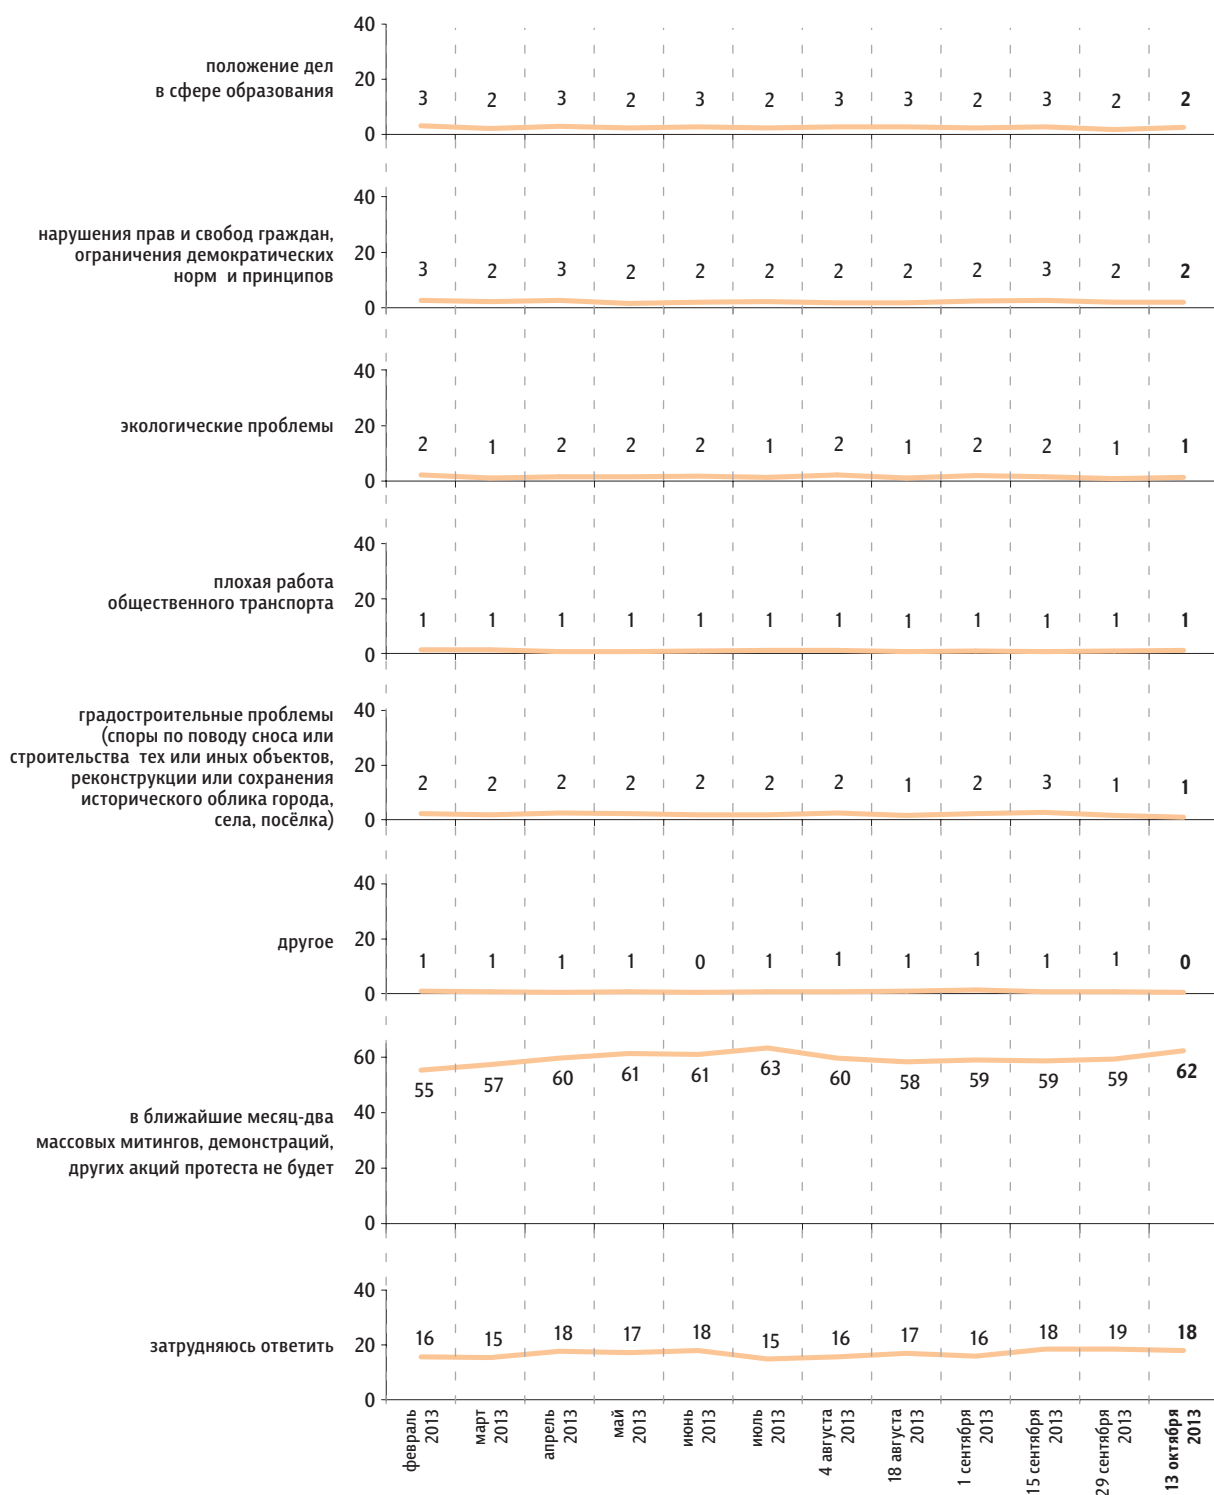 40
положение дел
в сфере образования
20
3 2 3 2 3 2 3 3 2 3 2 2
0
40
нарушения прав и свобод граждан,
ограничения демократических
норм и принципов
20
3 2 3 2 2 2 2 2 2 3 2 2
0
40
экологические проблемы
20
2 1 2 2 2 1 2 1 2 2 1 1
0
40
плохая работа
общественного транспорта
20
1 1 1 1 1 1 1 1 1 1 1 1
0
градостроительные проблемы
(споры по поводу сноса или
строительства тех или иных объектов,
реконструкции или сохранения
исторического облика города,
села, посёлка)
40
20
2 2 2 2 2 2 2 1 2 3 1 1
0
40
другое
20
1 1 1 1 0 1 1 1 1 1 1 0
0
60
55 57 60 61 61 63 60 58 59 59 59 62
в ближайшие месяц-два
массовых митингов, демонстраций,
других акций протеста не будет
40
20
0
40
затрудняюсь ответить
20
16 15 18 17 18 15 16 17 16 18 19 18
0
февраль
2013
март
2013
апрель
2013
май
2013
июнь
2013
июль
2013
4 августа
2013
18 августа
2013
1 сентября
2013
15 сентября
2013
29 сентября
2013
13 октября
2013